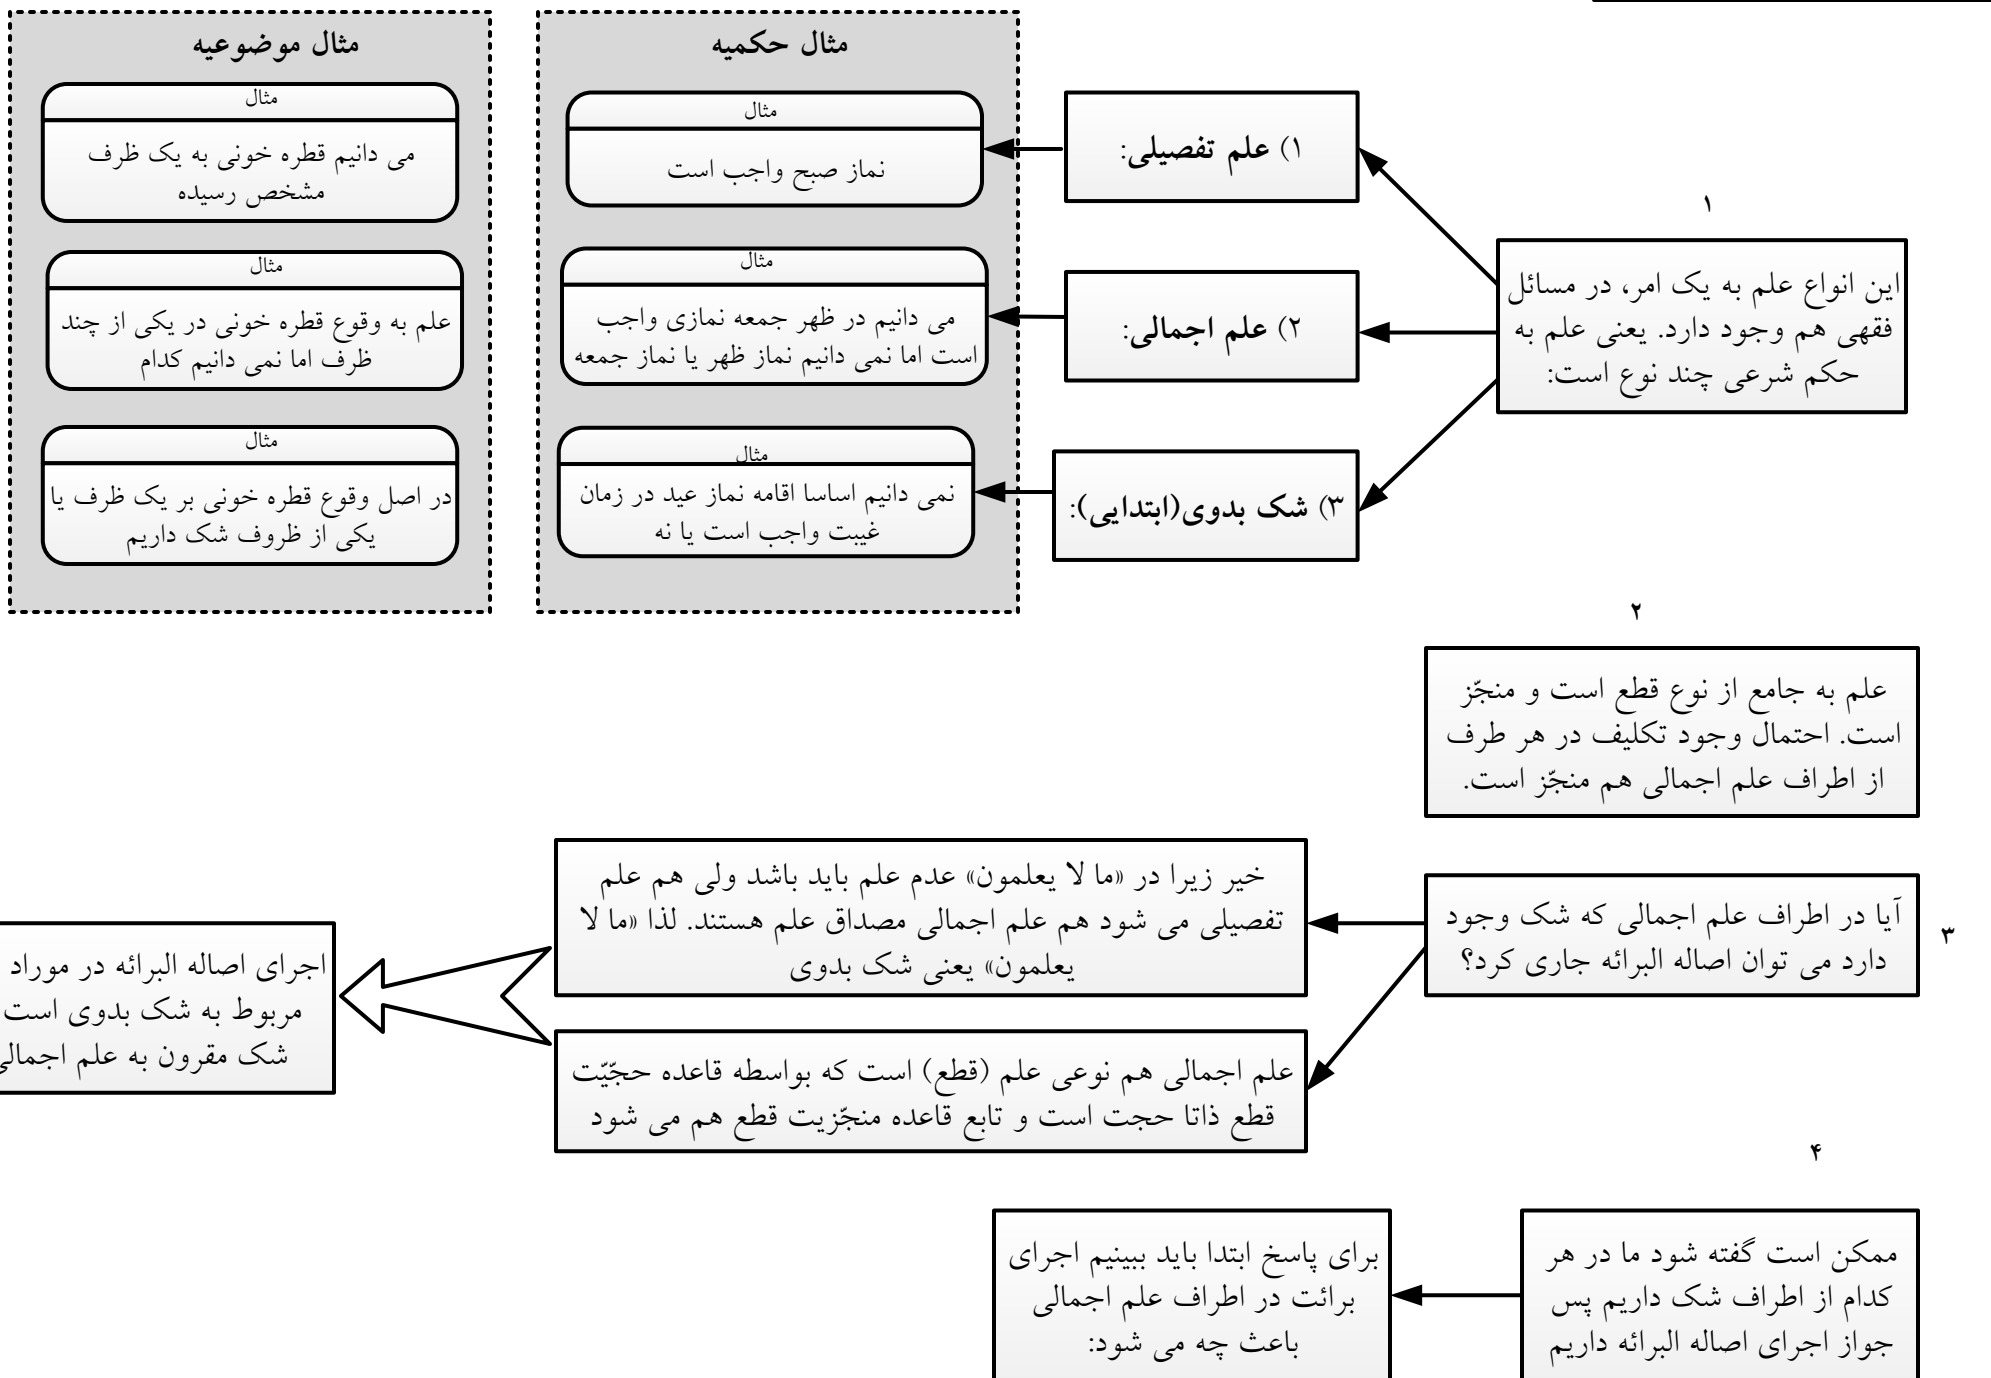 ۱
این انواع علم به یک امر، در مسائل
فقهی هم وجود دارد. یعنی علم به
حکم شرعی چند نوع است:
۱) علم تفصیلی:
۲) علم اجمالی:
۳) شک بدوی(ابتدایی):
مثال حکمیه
مثال
نماز صبح واجب است
مثال
می دانیم در ظهر جمعه نمازی واجب
است اما نمی دانیم نماز ظهر یا نماز جمعه
مثال
نمی دانیم اساسا اقامه نماز عید در زمان
غیبت واجب است یا نه
مثال موضوعیه
مثال
می دانیم قطره خونی به یک ظرف
مشخص رسیده
مثال
علم به وقوع قطره خونی در یکی از چند
ظرف اما نمی دانیم کدام
مثال
در اصل وقوع قطره خونی بر یک ظرف یا
یکی از ظروف شک داریم
۲
علم به جامع از نوع قطع است و منجّز
است. احتمال وجود تکلیف در هر طرف
از اطراف علم اجمالی هم منجّز است.
۳
آیا در اطراف علم اجمالی که شک وجود
دارد می توان اصاله البرائه جاری کرد؟
خیر زیرا در «ما لا یعلمون» عدم علم باید باشد ولی هم علم
تفصیلی می شود هم علم اجمالی مصداق علم هستند. لذا «ما لا
یعلمون» یعنی شک بدوی
علم اجمالی هم نوعی علم (قطع) است که بواسطه قاعده حجّیّت
قطع ذاتا حجت است و تابع قاعده منجّزیت قطع هم می شود
اجرای اصاله البرائه در موراد
مربوط به شک بدوی است
شک مقرون به علم اجمالی
۴
ممکن است گفته شود ما در هر
کدام از اطراف شک داریم پس
جواز اجرای اصاله البرائه داریم
برای پاسخ ابتدا باید ببینیم اجرای
برائت در اطراف علم اجمالی
باعث چه می شود: